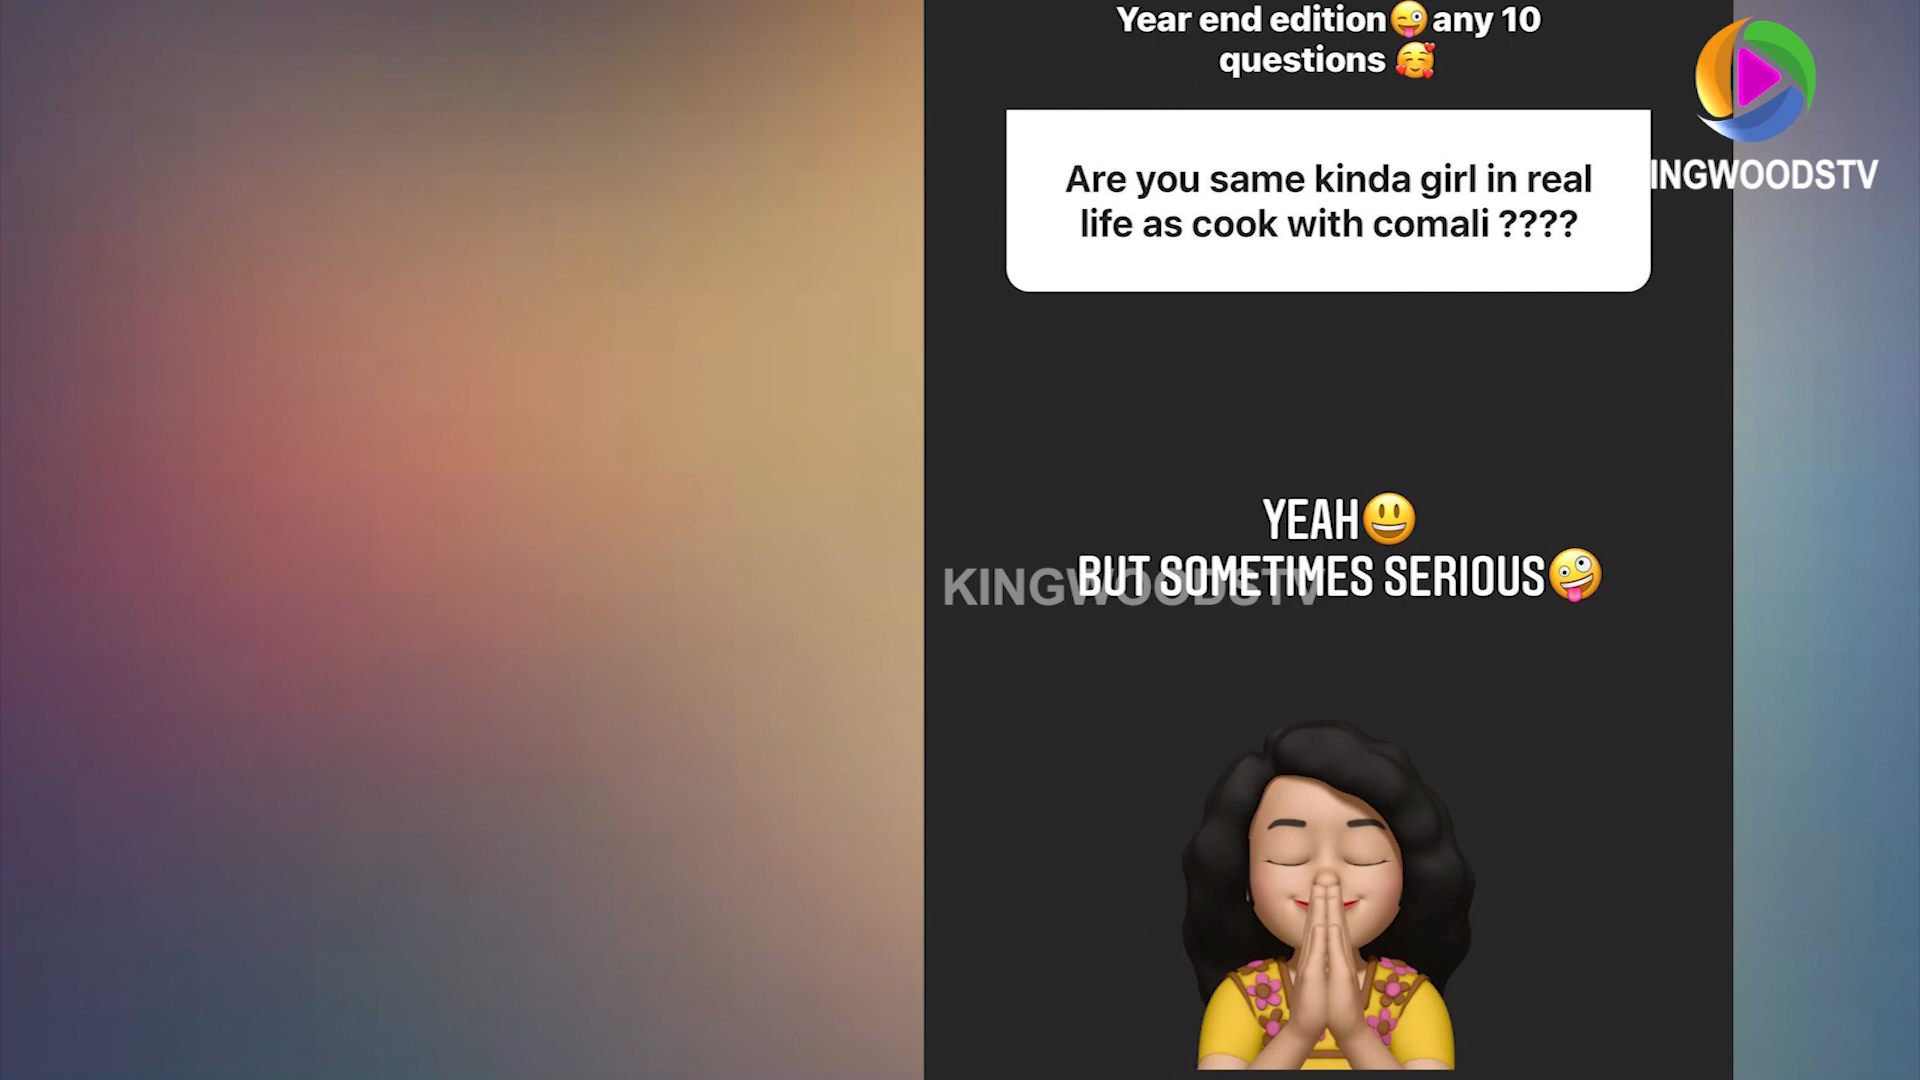 Year end edition😜any 10
questions 🥰
INGWOODSTV
Are you same kinda girl in real
life as cook with comali ????
YEAH😃
BUT SOMETIMES SERIOUS🤪
KINGWOODSTV